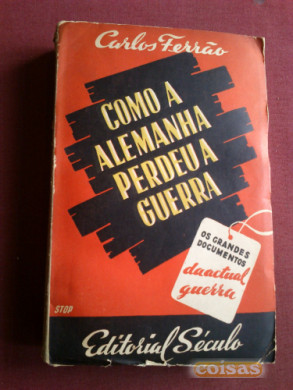 Carlos Ferrão
COMO A
ALEMANHA
PERDEU A
GUERRA
OS GRANDES
DOCUMENTOS
da actual
guerra
STOP
Editorial Século
coisas